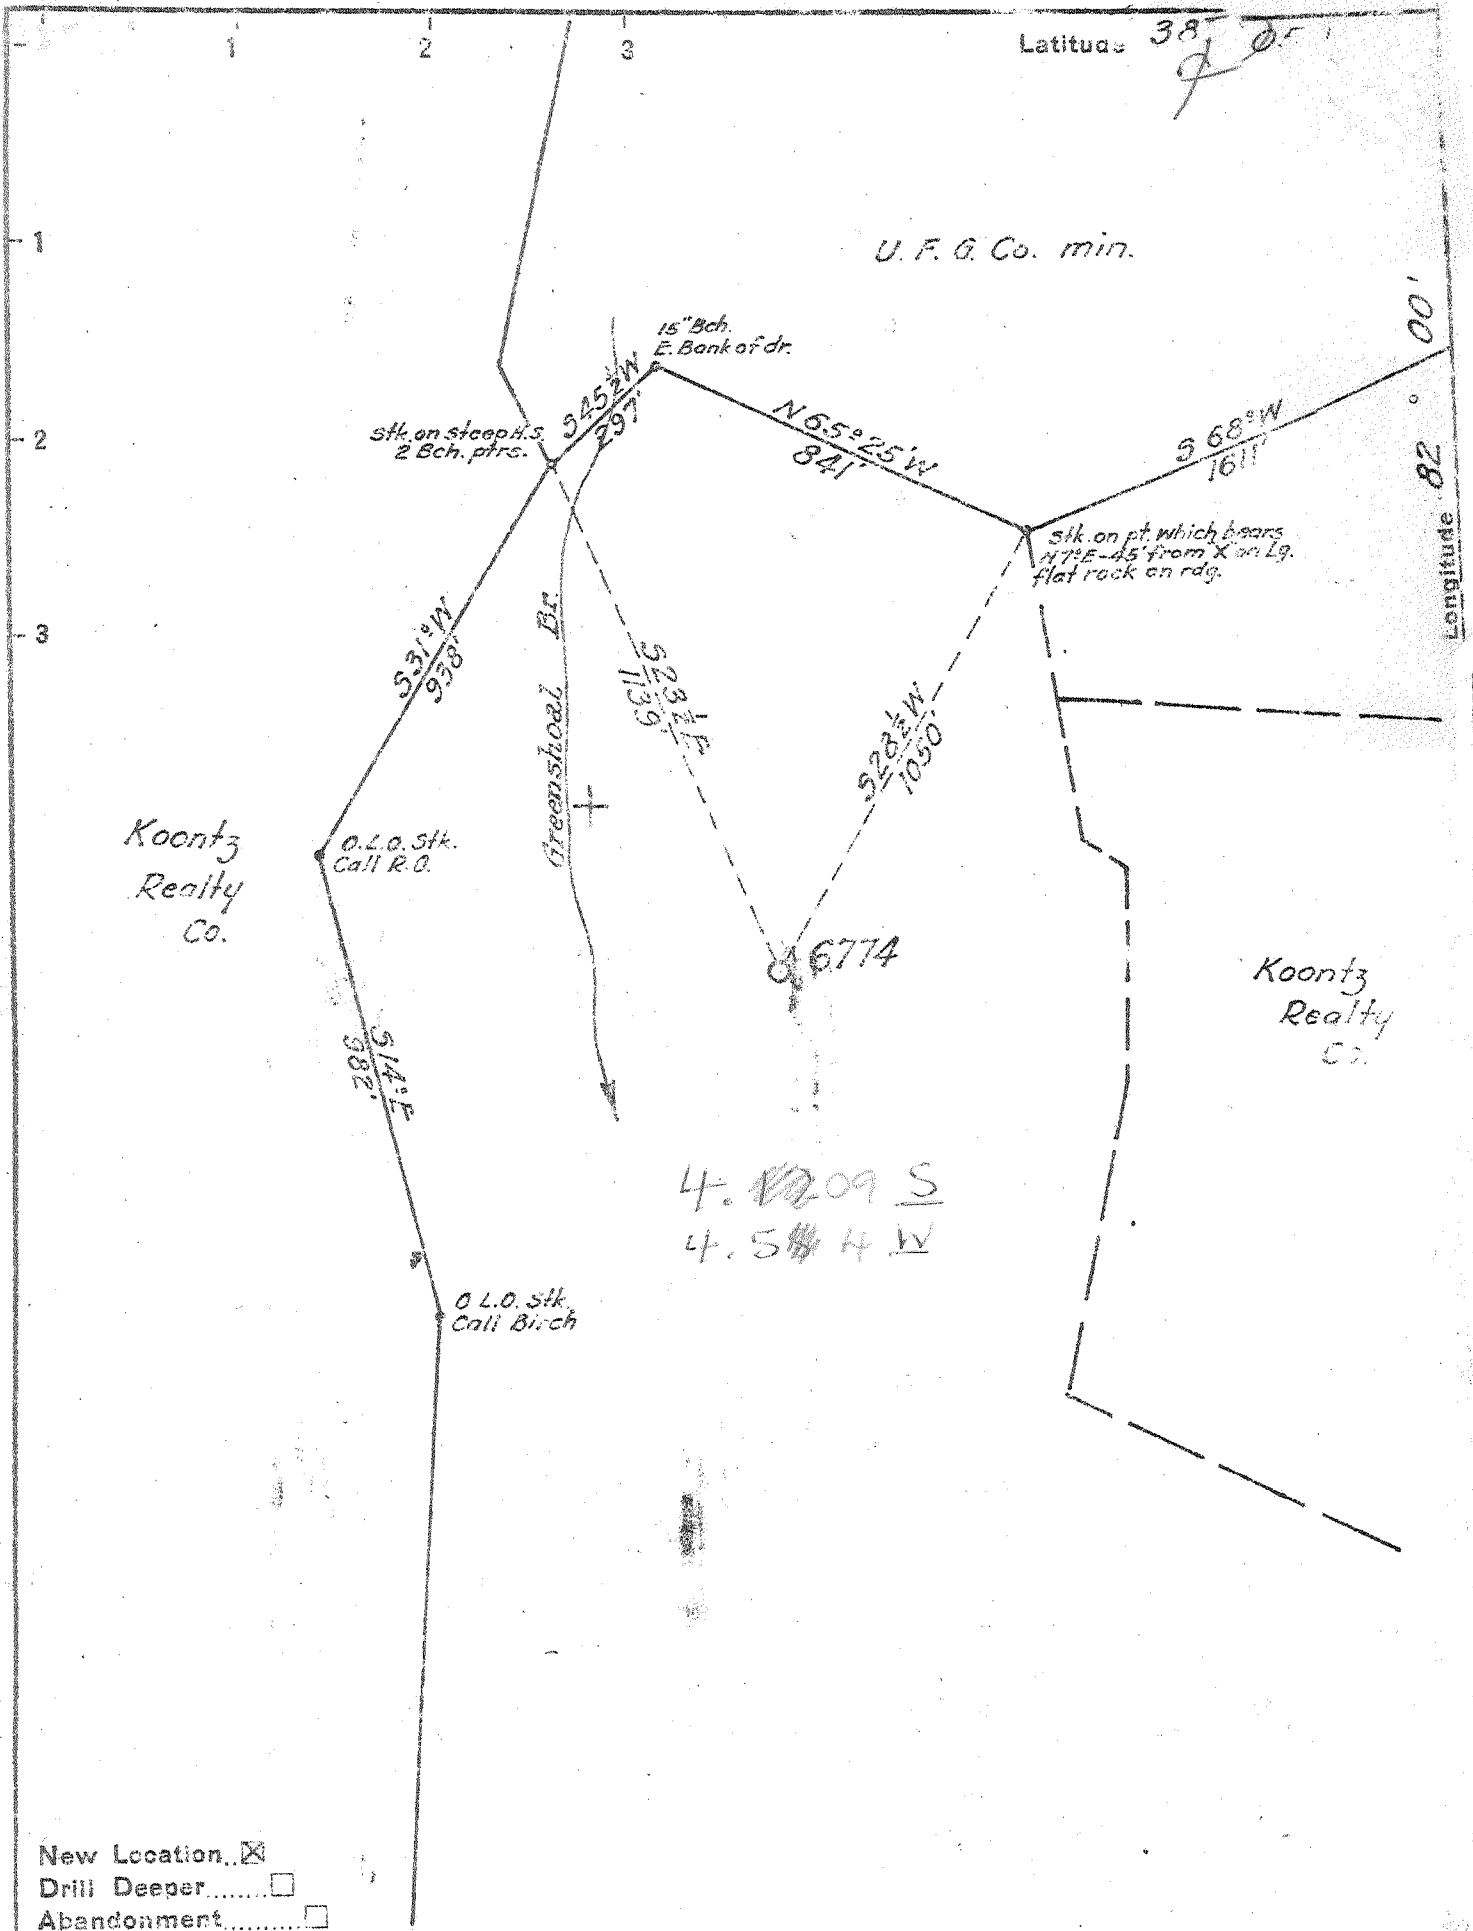 1
2
3
Latitude 38°
1
U. F. G. Co. min.
15" Bch.
E. Bank of dr.
Longitude 82° 00'
2
Stk. on steep H.S.
2 Bch. ptrs.
S 45½ W
297'
N 65° 25' W
841'
S 68° W
1611'
Stk. on pt. which bears
N 7° E - 45' from X on Lg.
flat rock on rdg.
3
S 31° W
938'
Greenshoal Br.
S 23½ E
1139'
S 28½ W
1050'
Koontz
Realty
Co.
O.L.O. Stk.
Call R.O.
6774
Koontz
Realty
Co.
S 14° E
982'
4. 09 S
4.5 4 W
O.L.O. Stk.
Call Birch
New Location.. ☒
Drill Deeper........ ☐
Abandonment.......... ☐